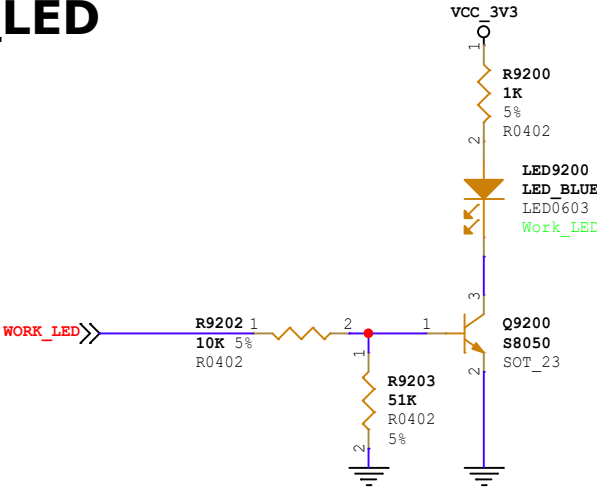 _LED
VCC_3V3
1
R9200
1K
5%
R0402
2
LED9200
LED_BLUE
LED0603
Work_LED
3
WORK_LED
R9202 1 2 1
10K 5%
R0402
Q9200
S8050
SOT_23
2
1
R9203
51K
R0402
5%
2